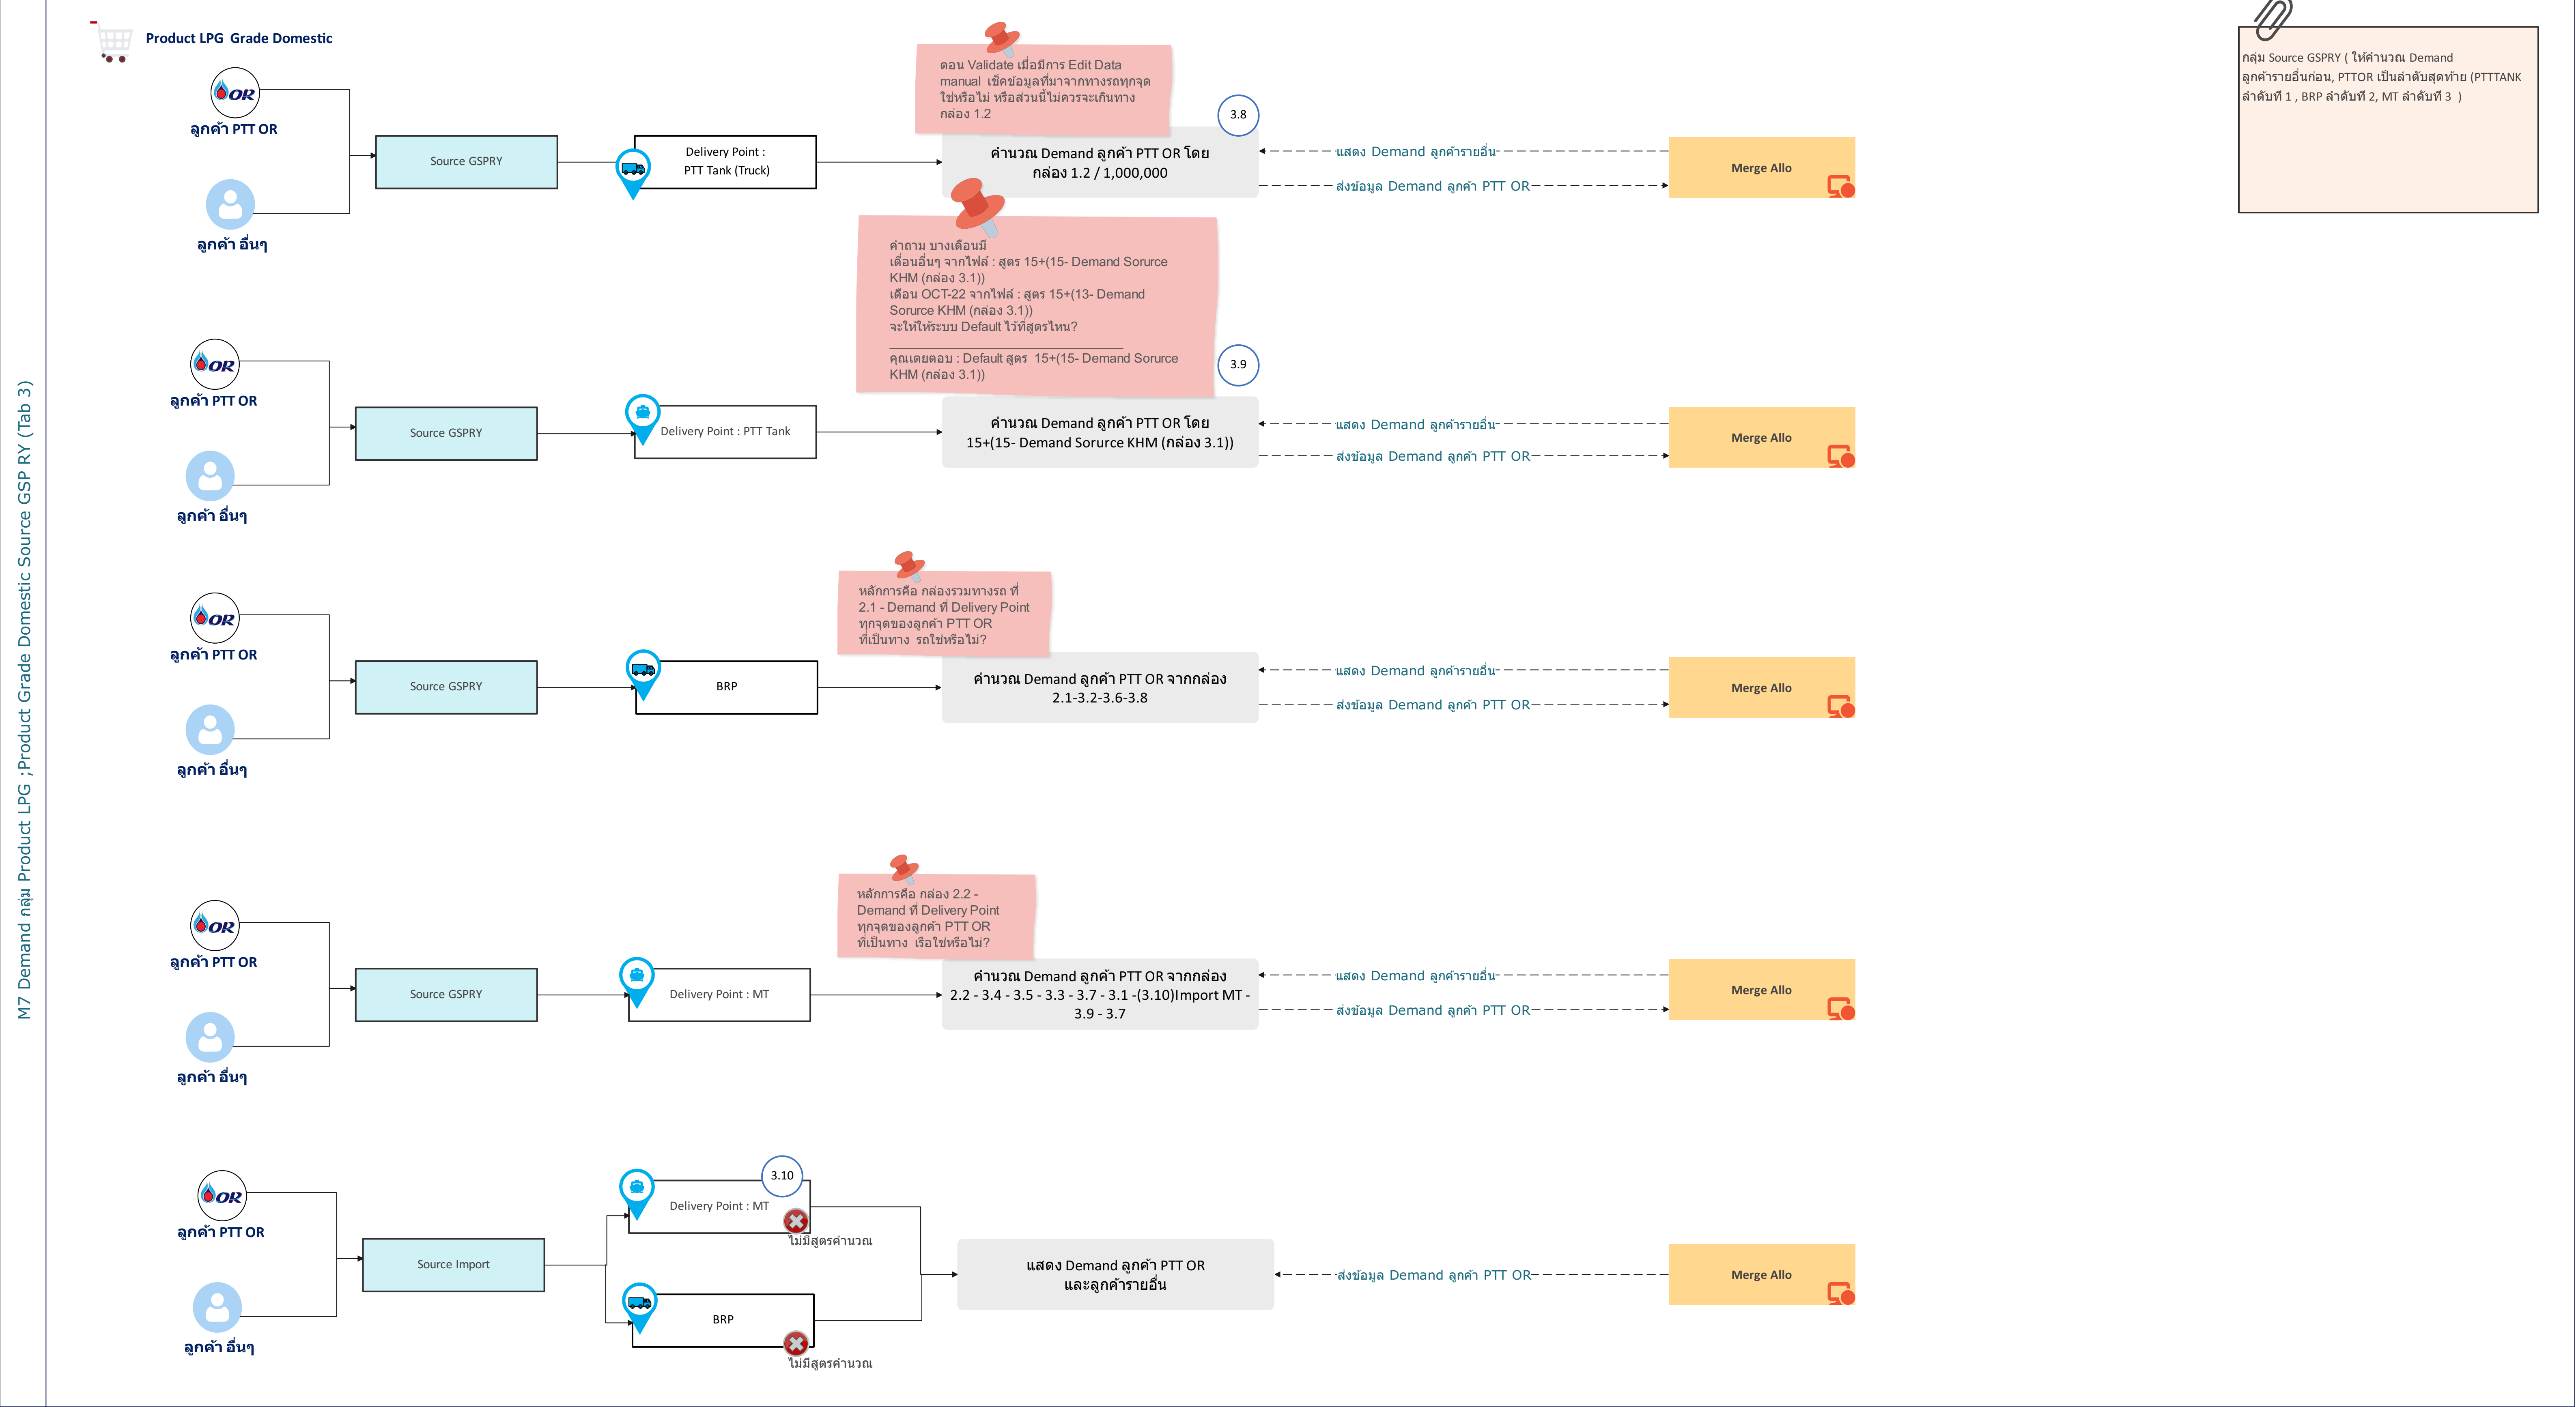 M7 Demand กลุ่ม Product LPG ;Product Grade Domestic Source GSP RY (Tab 3)
Product LPG  Grade Domestic
OR
ลูกค้า PTT OR
ลูกค้า อื่นๆ
Source GSPRY
Delivery Point :
PTT Tank (Truck)
ตอน Validate เมื่อมีการ Edit Data
manual  เช็คข้อมูลที่มาจากทางรถทุกจุด
ใช่หรือไม่ หรือส่วนนี้ไม่ควรจะเกินทาง
กล่อง 1.2
3.8
คำนวณ Demand ลูกค้า PTT OR โดย
กล่อง 1.2 / 1,000,000
แสดง Demand ลูกค้ารายอื่น
ส่งข้อมูล Demand ลูกค้า PTT OR
Merge Allo
กลุ่ม Source GSPRY ( ให้คำนวณ Demand
ลูกค้ารายอื่นก่อน, PTTOR เป็นลำดับสุดท้าย (PTTTANK
ลำดับที่ 1 , BRP ลำดับที่ 2, MT ลำดับที่ 3  )
OR
ลูกค้า PTT OR
ลูกค้า อื่นๆ
Source GSPRY
Delivery Point : PTT Tank
คำถาม บางเดือนมี
เดื่อนอื่นๆ จากไฟล์ : สูตร 15+(15- Demand Sorurce
KHM (กล่อง 3.1))
เดือน OCT-22 จากไฟล์ : สูตร 15+(13- Demand
Sorurce KHM (กล่อง 3.1))
จะให้ให้ระบบ Default ไว้ที่สูตรไหน?
คุณเตยตอบ : Default สูตร  15+(15- Demand Sorurce
KHM (กล่อง 3.1))
3.9
คำนวณ Demand ลูกค้า PTT OR โดย
15+(15- Demand Sorurce KHM (กล่อง 3.1))
แสดง Demand ลูกค้ารายอื่น
ส่งข้อมูล Demand ลูกค้า PTT OR
Merge Allo
OR
ลูกค้า PTT OR
ลูกค้า อื่นๆ
Source GSPRY
BRP
หลักการคือ กล่องรวมทางรถ ที่
2.1 - Demand ที่ Delivery Point
ทุกจุดของลูกค้า PTT OR
ที่เป็นทาง  รถใช่หรือไม่?
คำนวณ Demand ลูกค้า PTT OR จากกล่อง
2.1-3.2-3.6-3.8
แสดง Demand ลูกค้ารายอื่น
ส่งข้อมูล Demand ลูกค้า PTT OR
Merge Allo
OR
ลูกค้า PTT OR
ลูกค้า อื่นๆ
Source GSPRY
Delivery Point : MT
หลักการคือ กล่อง 2.2 -
Demand ที่ Delivery Point
ทุกจุดของลูกค้า PTT OR
ที่เป็นทาง  เรือใช่หรือไม่?
คำนวณ Demand ลูกค้า PTT OR จากกล่อง
2.2 - 3.4 - 3.5 - 3.3 - 3.7 - 3.1 -(3.10)Import MT -
3.9 - 3.7
แสดง Demand ลูกค้ารายอื่น
ส่งข้อมูล Demand ลูกค้า PTT OR
Merge Allo
OR
ลูกค้า PTT OR
ลูกค้า อื่นๆ
Source Import
3.10
Delivery Point : MT
ไม่มีสูตรคำนวณ
BRP
ไม่มีสูตรคำนวณ
แสดง Demand ลูกค้า PTT OR
และลูกค้ารายอื่น
ส่งข้อมูล Demand ลูกค้า PTT OR
Merge Allo